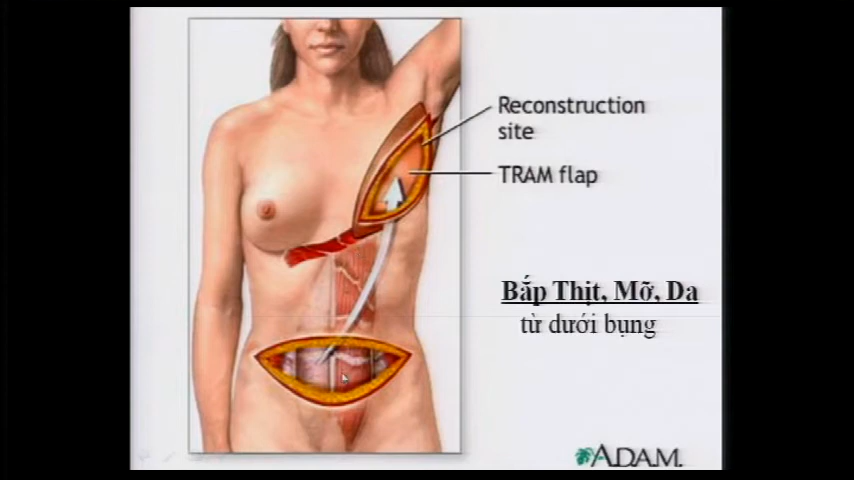 Reconstruction
site
TRAM flap
Bắp Thịt, Mỡ, Da
từ dưới bụng
A.D.A.M.